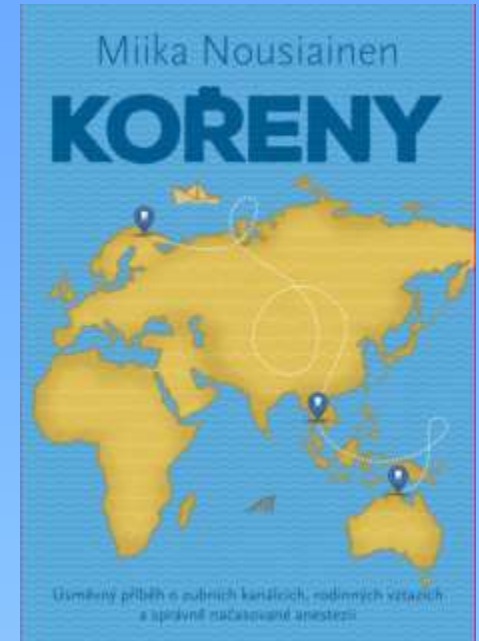 Miika Nousiainen
KOŘENY
Úsměvný příběh o zubních kanálcích, rodinných vztazích
a správně načasované anestezii